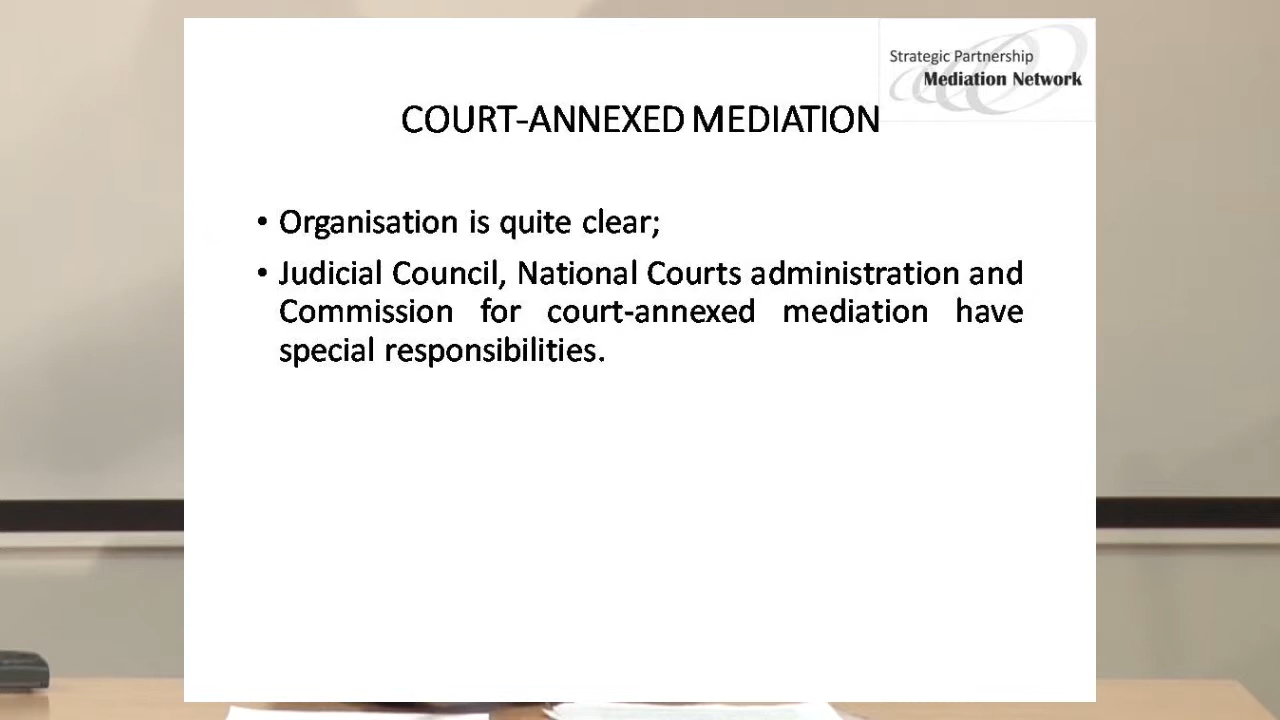 Strategic Partnership
Mediation Network
COURT-ANNEXED MEDIATION
• Organisation is quite clear;
• Judicial Council, National Courts administration and
Commission for court-annexed mediation have
special responsibilities.